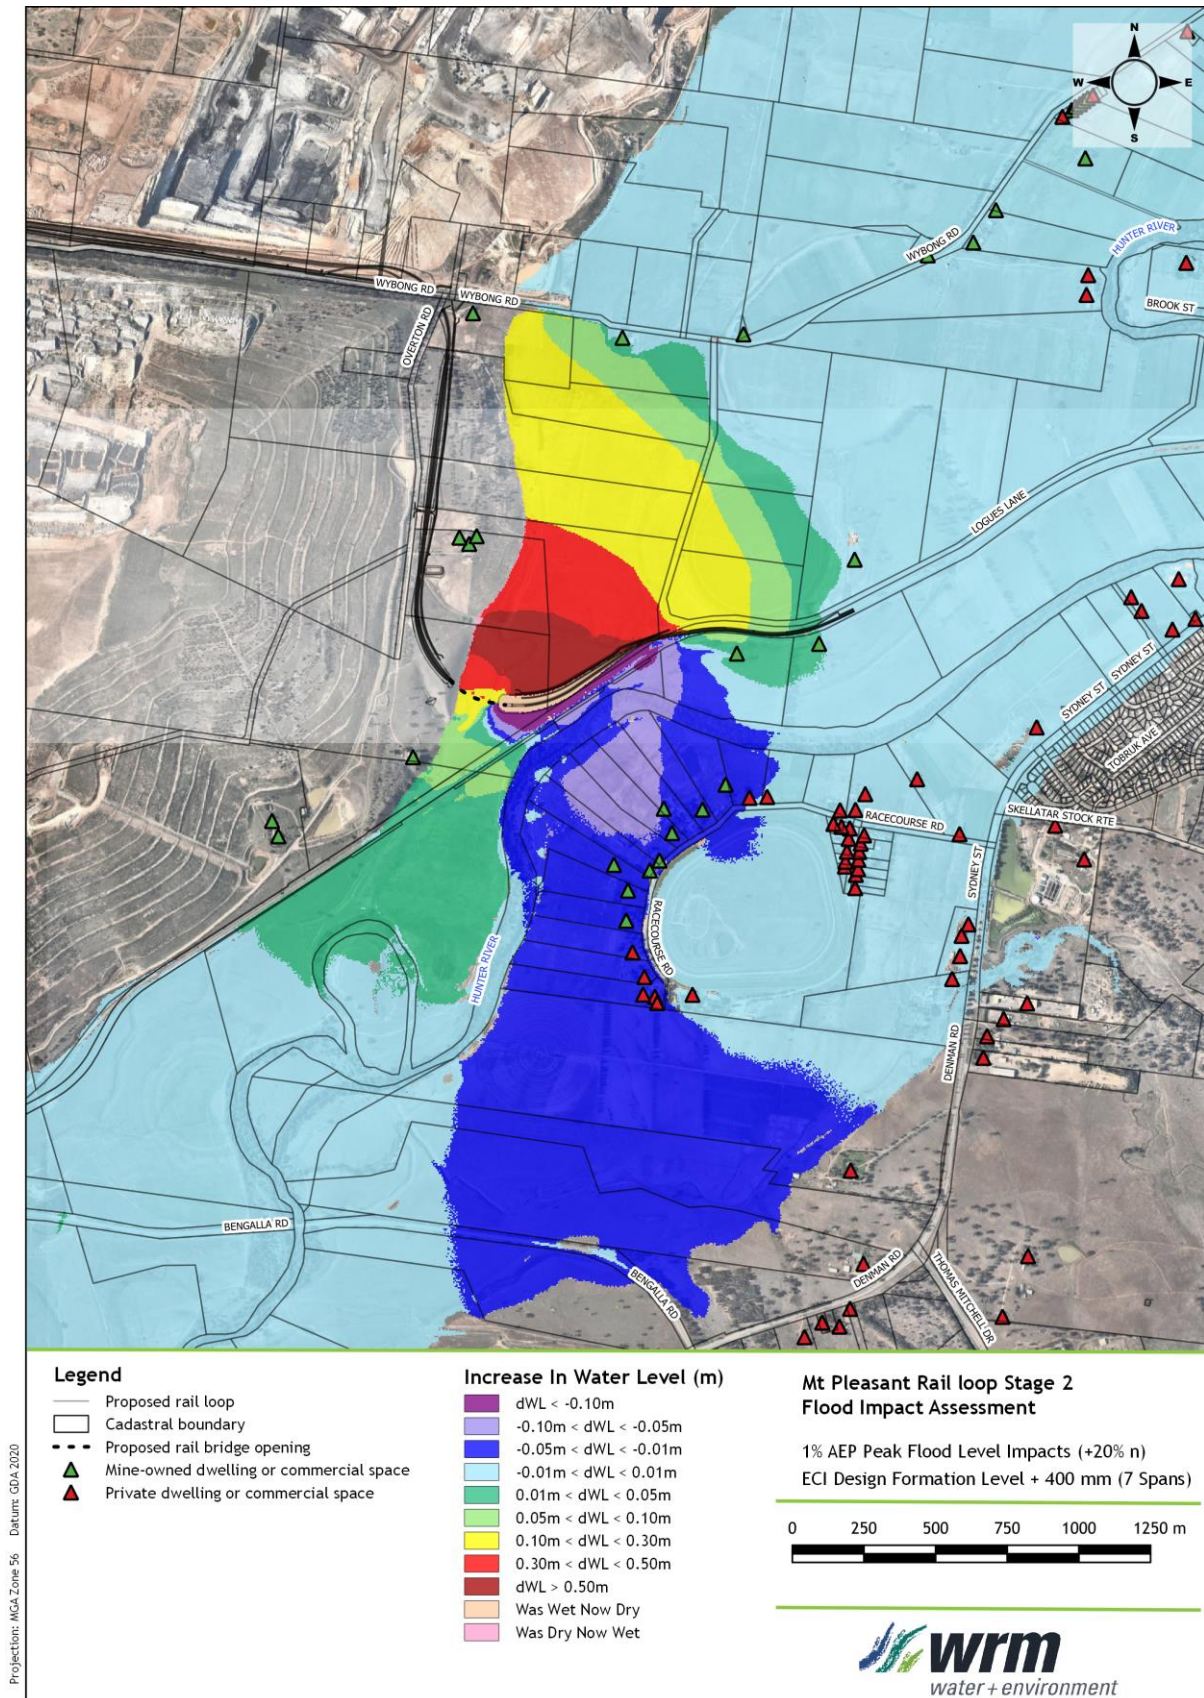 N
W
E
S
WYBONG RD
HUNTER RIVER
BROOK ST
WYBONG RD
WYBONG RD
OVERTON RD
LOGUES LANE
SYDNEY ST
SYDNEY ST
TOBRUK AVE
SKELLATAR STOCK RTE
RACECOURSE RD
SYDNEY ST
RACECOURSE RD
HUNTER RIVER
DENMAN RD
BENGALLA RD
BENGALLA RD
DENMAN RD
THOMAS MITCHELL DR
Legend
Proposed rail loop
Cadastral boundary
Proposed rail bridge opening
Mine-owned dwelling or commercial space
Private dwelling or commercial space
Increase In Water Level (m)
dWL < -0.10m
-0.10m < dWL < -0.05m
-0.05m < dWL < -0.01m
-0.01m < dWL < 0.01m
0.01m < dWL < 0.05m
0.05m < dWL < 0.10m
0.10m < dWL < 0.30m
0.30m < dWL < 0.50m
dWL > 0.50m
Was Wet Now Dry
Was Dry Now Wet
Mt Pleasant Rail loop Stage 2
Flood Impact Assessment
1% AEP Peak Flood Level Impacts (+20% n)
ECI Design Formation Level + 400 mm (7 Spans)
0 250 500 750 1000 1250 m
wrm
water + environment
Projection: MGA Zone 56 Datum: GDA 2020